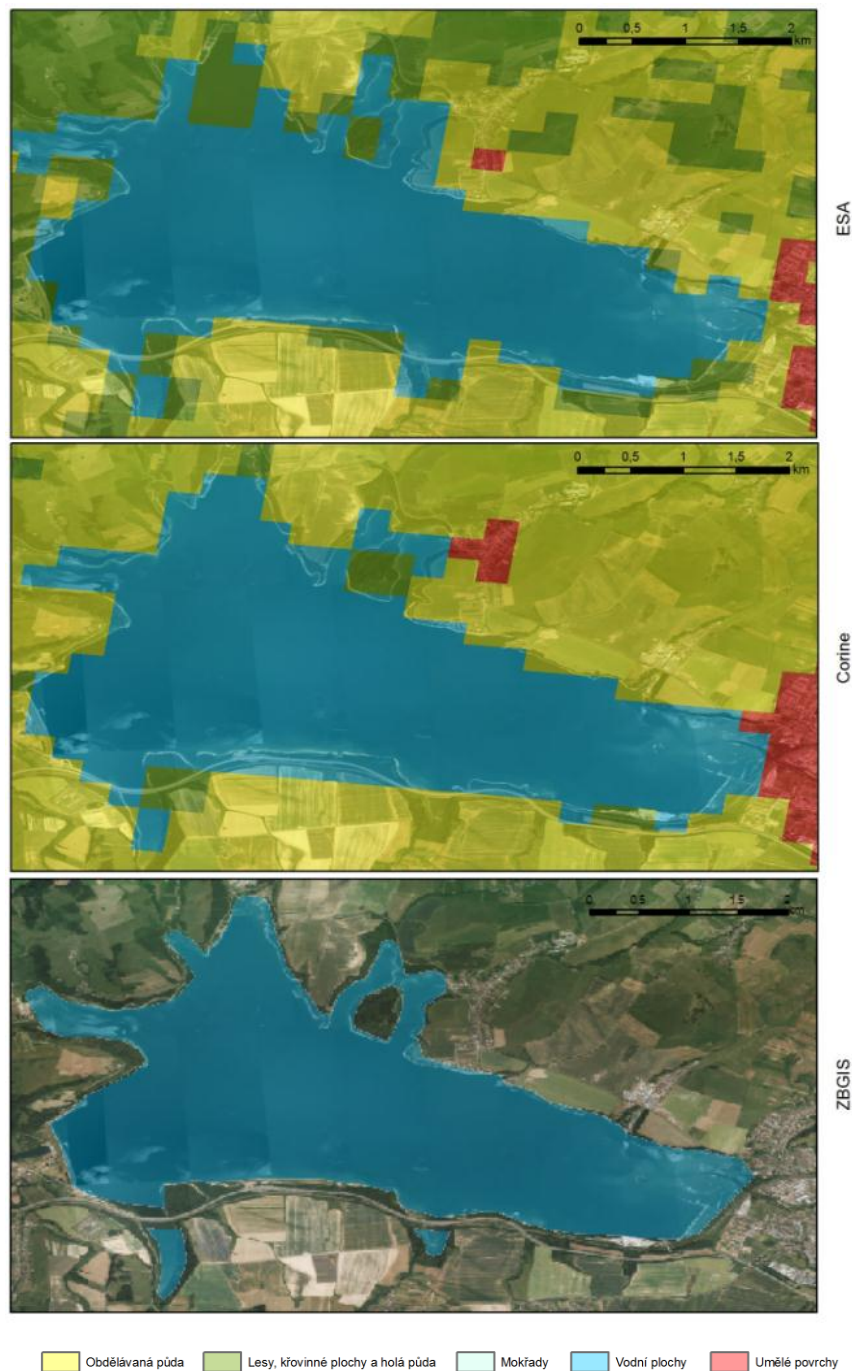 0 0,5 1 1,5 2
km
ESA
0 0,5 1 1,5 2
km
Corine
0 0,5 1 1,5 2
km
ZBGIS
Obdělávaná půda Lesy, křovinné plochy a holá půda Mokřady Vodní plochy Umělé povrchy